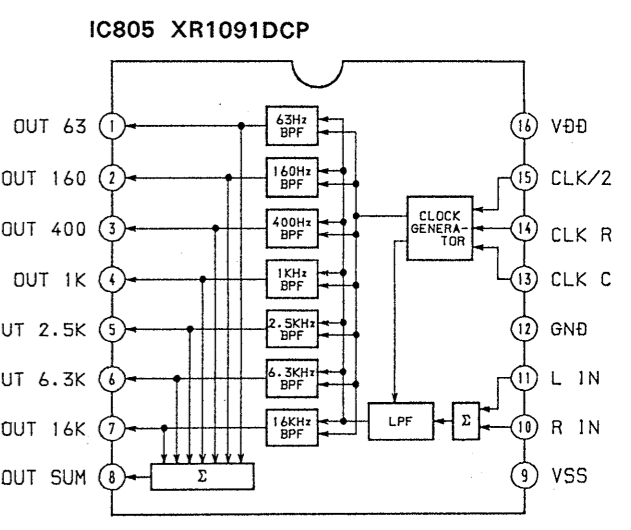 IC805 XR1091DCP
OUT 63
1
63Hz
BPF
16
VDD
OUT 160
2
160Hz
BPF
15
CLK/2
OUT 400
3
400Hz
BPF
CLOCK
GENERA-
TOR
14
CLK R
OUT 1K
4
1KHz
BPF
13
CLK C
UT 2.5K
5
2.5KHz
BPF
12
GND
UT 6.3K
6
6.3KHz
BPF
11
L IN
OUT 16K
7
16KHz
BPF
LPF
Σ
10
R IN
OUT SUM
8
Σ
9
VSS